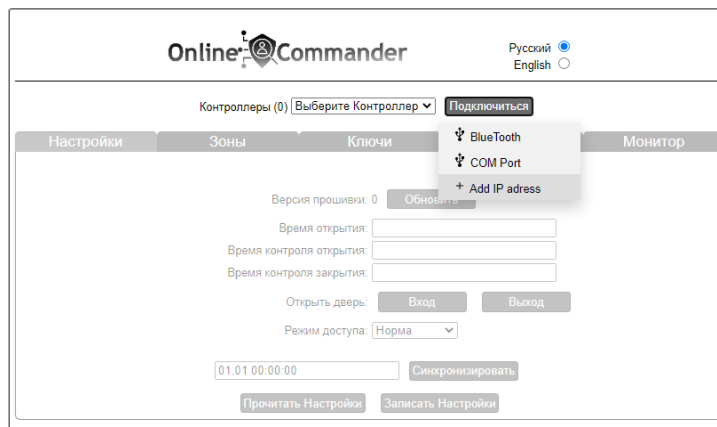 Online Commander
Русский
English
Контроллеры (0) Выберите Контроллер Подключиться
Настройки Зоны Ключи Монитор
BlueTooth
COM Port
+ Add IP adress
Версия прошивки: 0 Обновить
Время открытия:
Время контроля открытия:
Время контроля закрытия:
Открыть дверь: Вход Выход
Режим доступа: Норма
01.01 00:00:00 Синхронизировать
Прочитать Настройки Записать Настройки